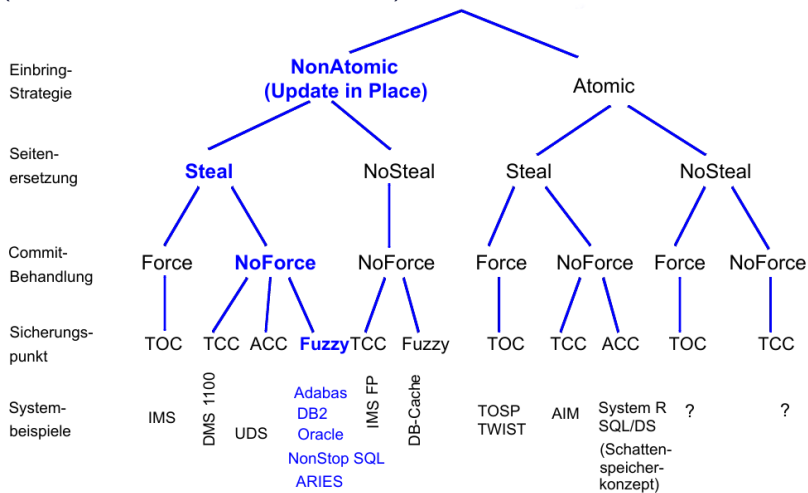 Einbring-
Strategie
NonAtomic
(Update in Place)
Atomic
Seiten-
ersetzung
Steal
NoSteal
Steal
NoSteal
Commit-
Behandlung
Force
NoForce
NoForce
Force
NoForce
Force
NoForce
Sicherungs-
punkt
TOC
TCC
ACC
Fuzzy
TCC
Fuzzy
TOC
TCC
ACC
TOC
TCC
System-
beispiele
IMS
DMS 1100
UDS
Adabas
DB2
Oracle
NonStop SQL
ARIES
IMS FP
DB-Cache
TOSP
TWIST
AIM
System R
SQL/DS
(Schatten-
speicher-
konzept)
?
?